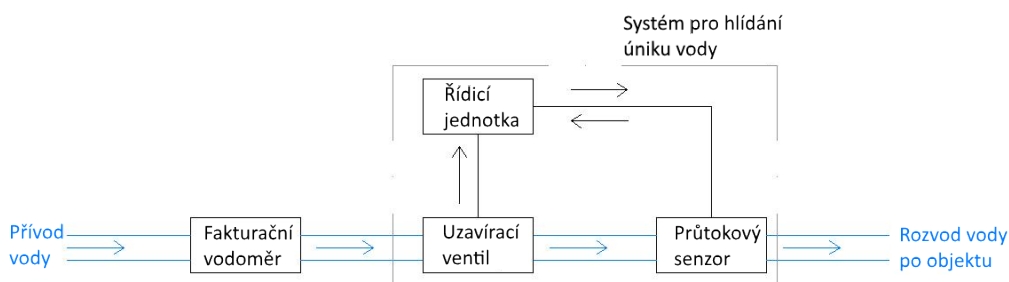 Systém pro hlídání
úniku vody
Řídicí
jednotka
Přívod
vody
Fakturační
vodoměr
Uzavírací
ventil
Průtokový
senzor
Rozvod vody
po objektu